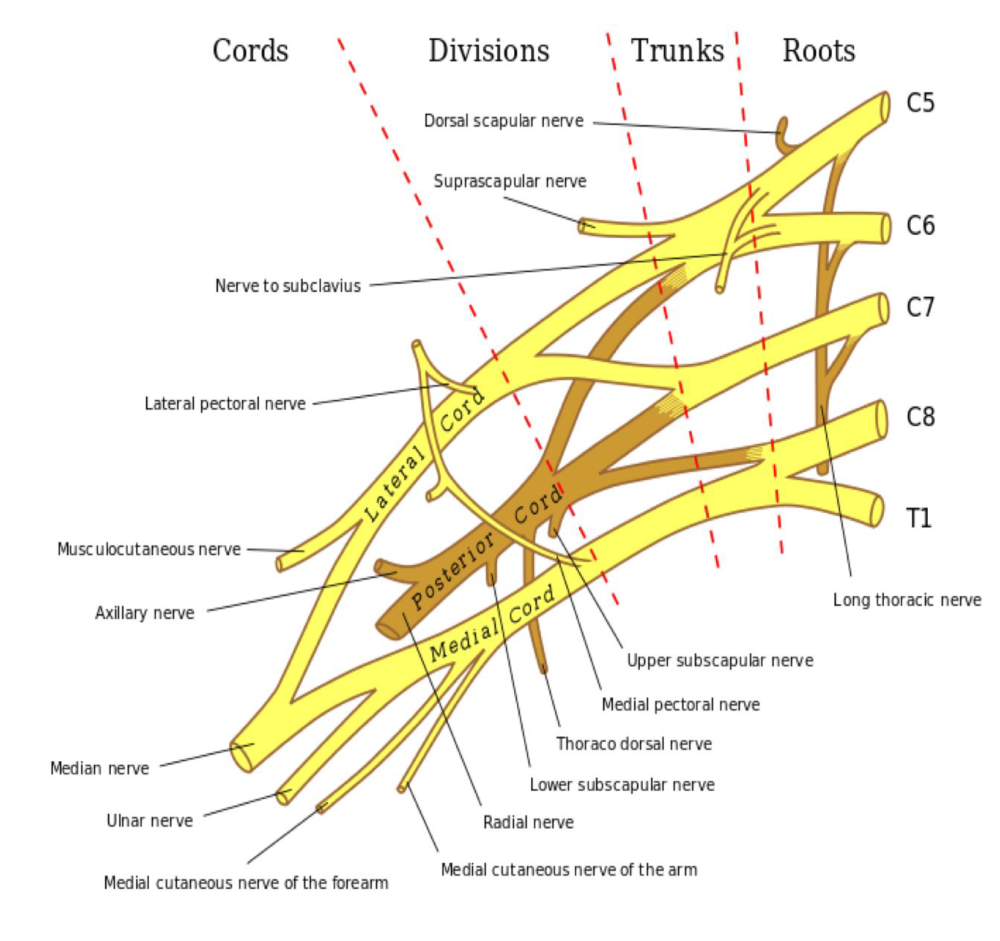 Cords
Divisions
Trunks
Roots
C5
Dorsal scapular nerve
Suprascapular nerve
C6
Nerve to subclavius
C7
Lateral pectoral nerve
C8
Lateral Cord
Posterior Cord
T1
Musculocutaneous nerve
Medial Cord
Axillary nerve
Long thoracic nerve
Upper subscapular nerve
Medial pectoral nerve
Thoraco dorsal nerve
Median nerve
Lower subscapular nerve
Ulnar nerve
Radial nerve
Medial cutaneous nerve of the arm
Medial cutaneous nerve of the forearm